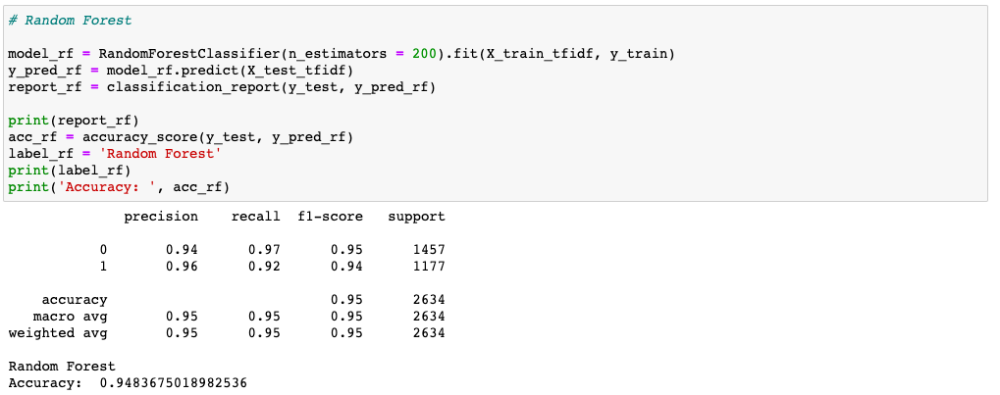 # Random Forest
model_rf = RandomForestClassifier(n_estimators = 200).fit(X_train_tfidf, y_train)
y_pred_rf = model_rf.predict(X_test_tfidf)
report_rf = classification_report(y_test, y_pred_rf)
print(report_rf)
acc_rf = accuracy_score(y_test, y_pred_rf)
label_rf = 'Random Forest'
print(label_rf)
print('Accuracy: ', acc_rf)
precision recall f1-score support
0 0.94 0.97 0.95 1457
1 0.96 0.92 0.94 1177
accuracy 0.95 2634
macro avg 0.95 0.95 0.95 2634
weighted avg 0.95 0.95 0.95 2634
Random Forest
Accuracy: 0.9483675018982536